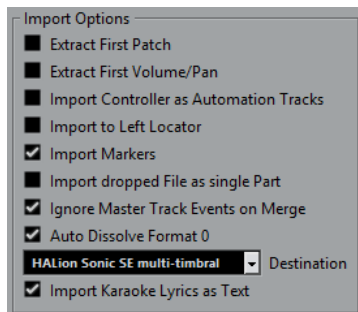 Import Options
Extract First Patch
Extract First Volume/Pan
Import Controller as Automation Tracks
Import to Left Locator
Import Markers
Import dropped File as single Part
Ignore Master Track Events on Merge
Auto Dissolve Format 0
HALion Sonic SE multi-timbral Destination
Import Karaoke Lyrics as Text